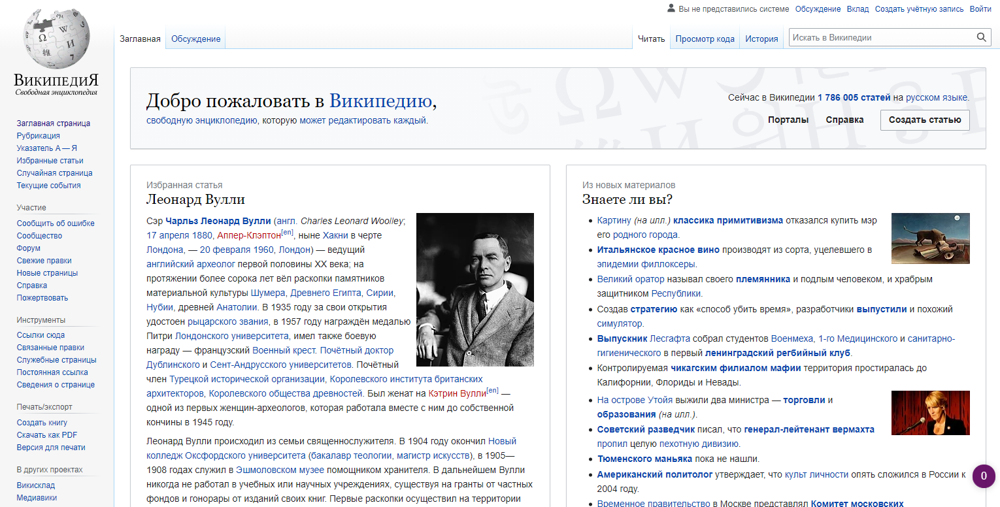 ВикипедиЯ
Свободная энциклопедия
Вы не представились системе Обсуждение Вклад Создать учётную запись Войти
Заглавная Обсуждение
Читать Просмотр кода История Искать в Википедии
Заглавная страница
Рубрикация
Указатель А — Я
Избранные статьи
Случайная страница
Текущие события
Участие
Сообщить об ошибке
Сообщество
Форум
Свежие правки
Новые страницы
Справка
Пожертвовать
Инструменты
Ссылки сюда
Связанные правки
Служебные страницы
Постоянная ссылка
Сведения о странице
Печать/экспорт
Создать книгу
Скачать как PDF
Версия для печати
В других проектах
Викисклад
Медиавики
Добро пожаловать в Википедию,
свободную энциклопедию, которую может редактировать каждый.
Сейчас в Википедии 1 786 005 статей на русском языке.
Порталы Справка Создать статью
Избранная статья
Леонард Вулли
Сэр Чарльз Леонард Вулли (англ. Charles Leonard Woolley;
17 апреля 1880, Аппер-Клэптон[en], ныне Хакни в черте
Лондона, — 20 февраля 1960, Лондон) — ведущий
английский археолог первой половины XX века; на
протяжении более сорока лет вёл раскопки памятников
материальной культуры Шумера, Древнего Египта, Сирии,
Нубии, древней Анатолии. В 1935 году за свои открытия
удостоен рыцарского звания, в 1957 году награждён медалью
Питри Лондонского университета, имел также боевую
награду — французский Военный крест. Почётный доктор
Дублинского и Сент-Андрусского университетов. Почётный
член Турецкой исторической организации, Королевского института британских
архитекторов, Королевского общества древностей. Был женат на Кэтрин Вулли[en] —
одной из первых женщин-археологов, которая работала вместе с ним до собственной
кончины в 1945 году.
Леонард Вулли происходил из семьи священнослужителя. В 1904 году окончил Новый
колледж Оксфордского университета (бакалавр теологии, магистр искусств), в 1905—
1908 годах служил в Эшмоловском музее помощником хранителя. В дальнейшем Вулли
никогда не работал в учебных или научных учреждениях, существуя на гранты от частных
фондов и гонорары от изданий своих книг. Первые раскопки осуществил на территории
Из новых материалов
Знаете ли вы?
Картину (на илл.) классика примитивизма отказался купить мэр
его родного города.
Итальянское красное вино производят из сорта, уцелевшего в
эпидемии филлоксеры.
Великий оратор называл своего племянника и подлым человеком, и храбрым
защитником Республики.
Создав стратегию как «способ убить время», разработчики выпустили и похожий
симулятор.
Выпускник Лесгафта собрал студентов Военмеха, 1-го Медицинского и санитарно-
гигиенического в первый ленинградский регбийный клуб.
Контролируемая чикагским филиалом мафии территория простиралась до
Калифорнии, Флориды и Невады.
На острове Утойя выжили два министра — торговли и
образования (на илл.).
Советский разведчик писал, что генерал-лейтенант вермахта
пропил целую пехотную дивизию.
Тюменского маньяка пока не нашли.
Американский политолог утверждает, что культ личности опять сложился в России к
2004 году.
Временное правительство в Москве представлял Комитет московских
0